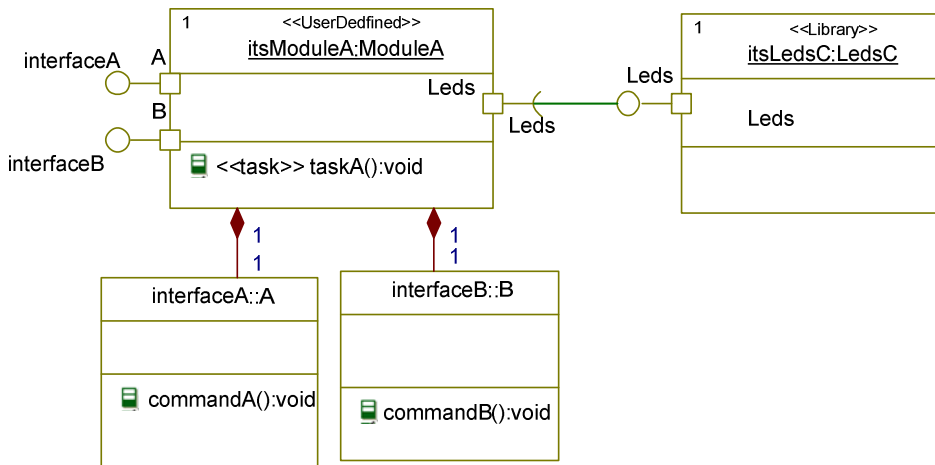 1
<<UserDedfined>>
itsModuleA:ModuleA
interfaceA
A
B
interfaceB
Leds
Leds
<<task>> taskA():void
1
<<Library>>
itsLedsC:LedsC
Leds
Leds
1
1
1
1
interfaceA::A
commandA():void
interfaceB::B
commandB():void